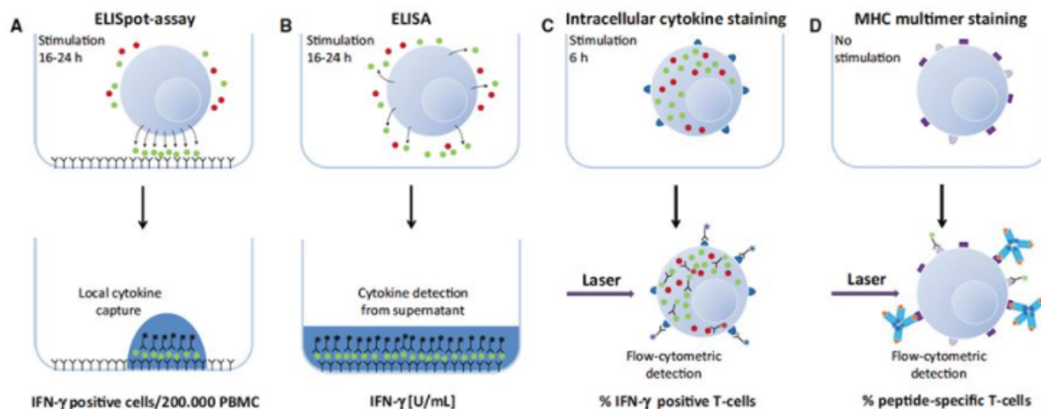 A
ELISpot-assay
Stimulation
16-24 h
Local cytokine
capture
IFN-γ positive cells/200.000 PBMC
B
ELISA
Stimulation
16-24 h
Cytokine detection
from supernatant
IFN-γ [U/mL]
C
Intracellular cytokine staining
Stimulation
6 h
Laser
Flow-cytometric
detection
% IFN-γ positive T-cells
D
MHC multimer staining
No
stimulation
Laser
Flow-cytometric
detection
% peptide-specific T-cells